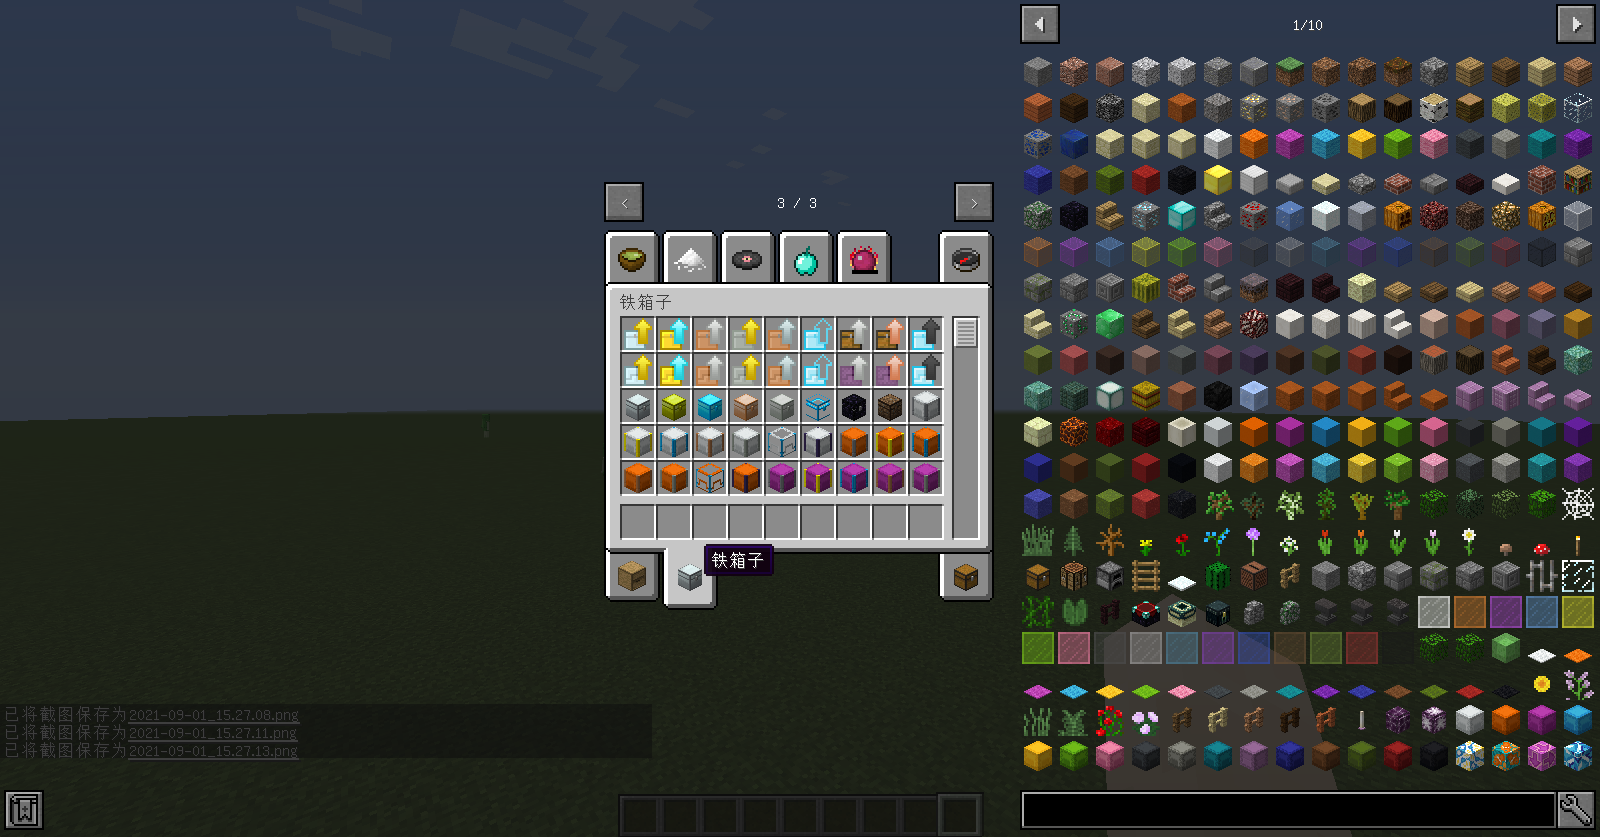 1/10
3 / 3
铁箱子
铁箱子
已将截图保存为2021-09-01_15.27.08.png
已将截图保存为2021-09-01_15.27.11.png
已将截图保存为2021-09-01_15.27.13.png